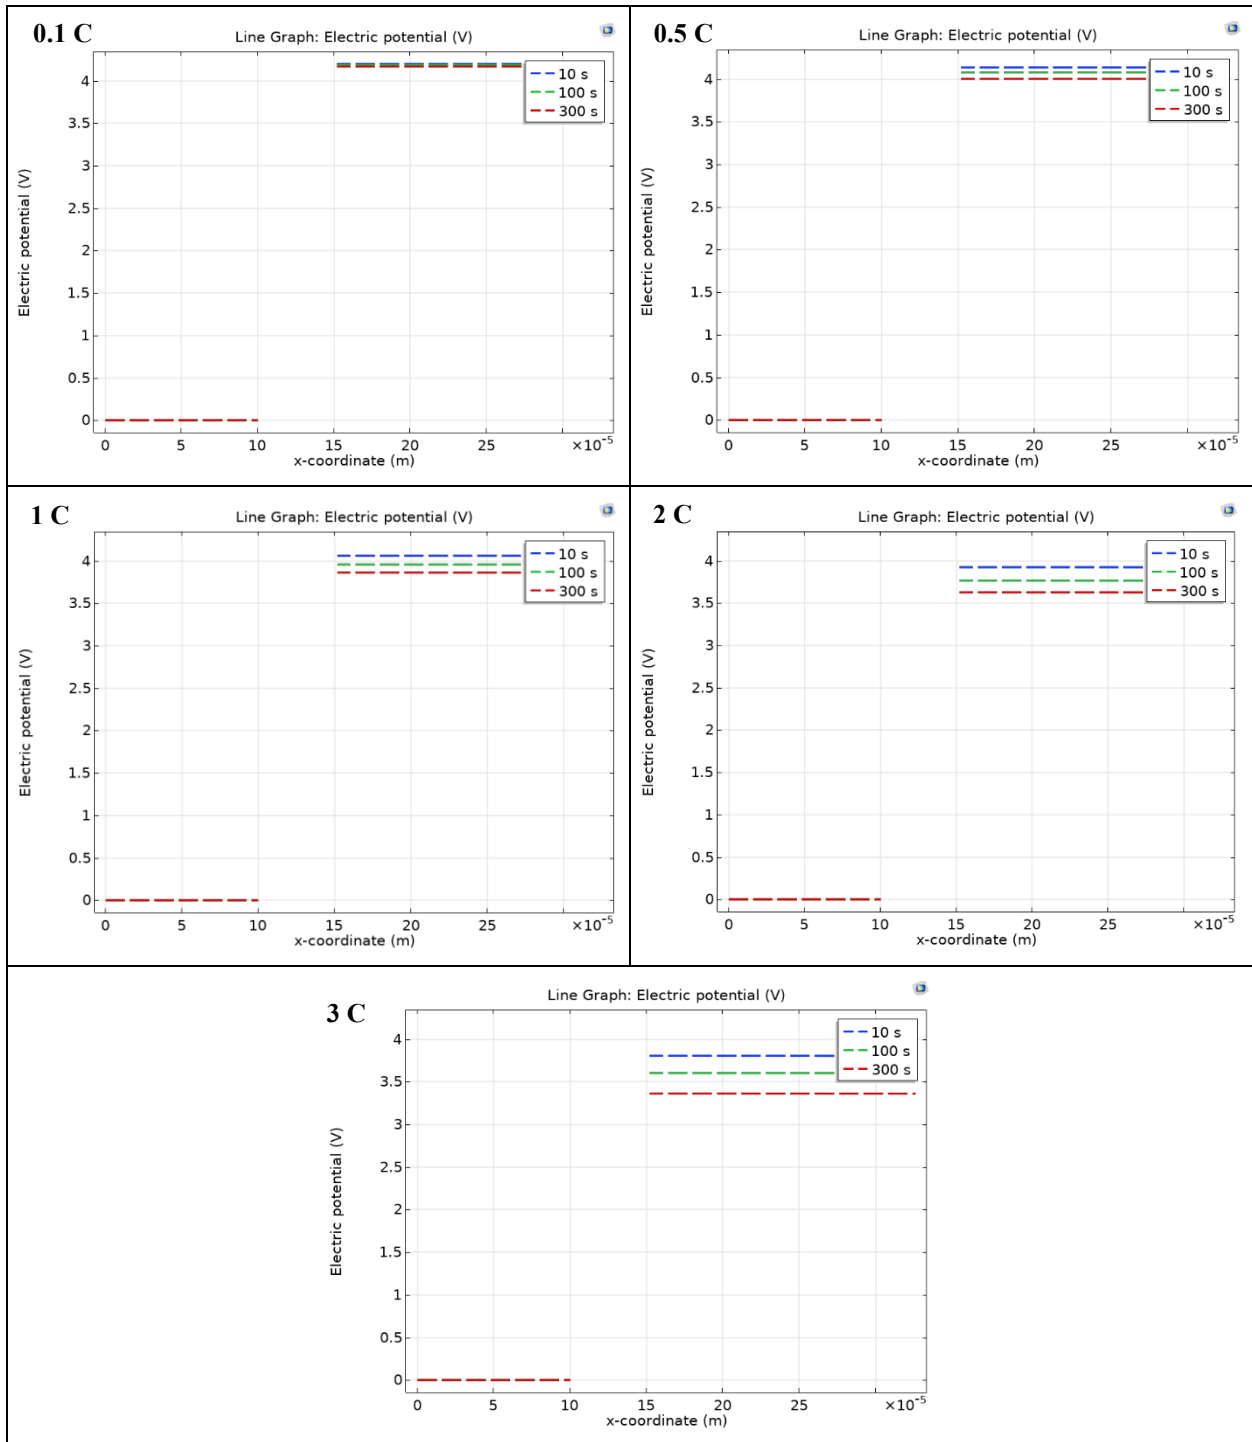 0.1 C
Line Graph: Electric potential (V)
10 s
100 s
300 s
4
3.5
3
2.5
2
1.5
1
0.5
0
Electric potential (V)
0 5 10 15 20 25 ×10⁻⁵
x-coordinate (m)
0.5 C
Line Graph: Electric potential (V)
10 s
100 s
300 s
4
3.5
3
2.5
2
1.5
1
0.5
0
Electric potential (V)
0 5 10 15 20 25 ×10⁻⁵
x-coordinate (m)
1 C
Line Graph: Electric potential (V)
10 s
100 s
300 s
4
3.5
3
2.5
2
1.5
1
0.5
0
Electric potential (V)
0 5 10 15 20 25 ×10⁻⁵
x-coordinate (m)
2 C
Line Graph: Electric potential (V)
10 s
100 s
300 s
4
3.5
3
2.5
2
1.5
1
0.5
0
Electric potential (V)
0 5 10 15 20 25 ×10⁻⁵
x-coordinate (m)
3 C
Line Graph: Electric potential (V)
10 s
100 s
300 s
4
3.5
3
2.5
2
1.5
1
0.5
0
Electric potential (V)
0 5 10 15 20 25 ×10⁻⁵
x-coordinate (m)